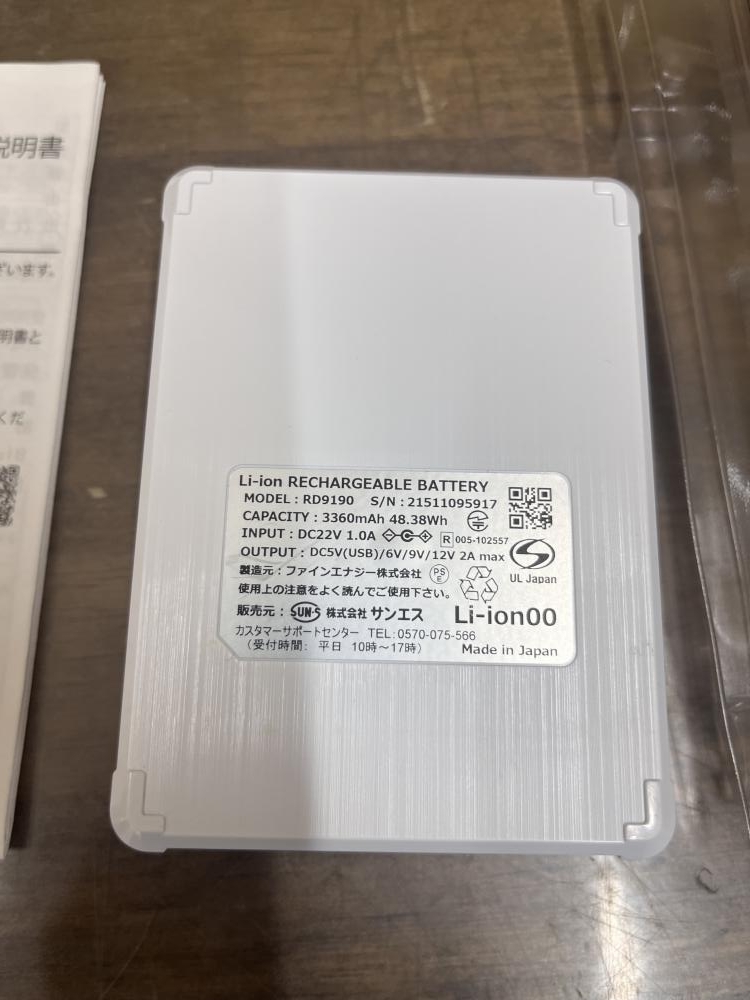 説明書
ざいます。
明書と
くだ
Li-ion RECHARGEABLE BATTERY
MODEL : RD9190 S/N : 21511095917
CAPACITY : 3360mAh 48.38Wh
INPUT : DC22V 1.0A
R 005-102557
OUTPUT : DC5V(USB)/6V/9V/12V 2A max
UL Japan
製造元 : ファインエナジー株式会社 PS E
使用上の注意をよく読んでご使用下さい。
Li-ion00
販売元 : SUN-S 株式会社 サンエス
カスタマーサポートセンター TEL:0570-075-566
(受付時間: 平日 10時~17時)
Made in Japan